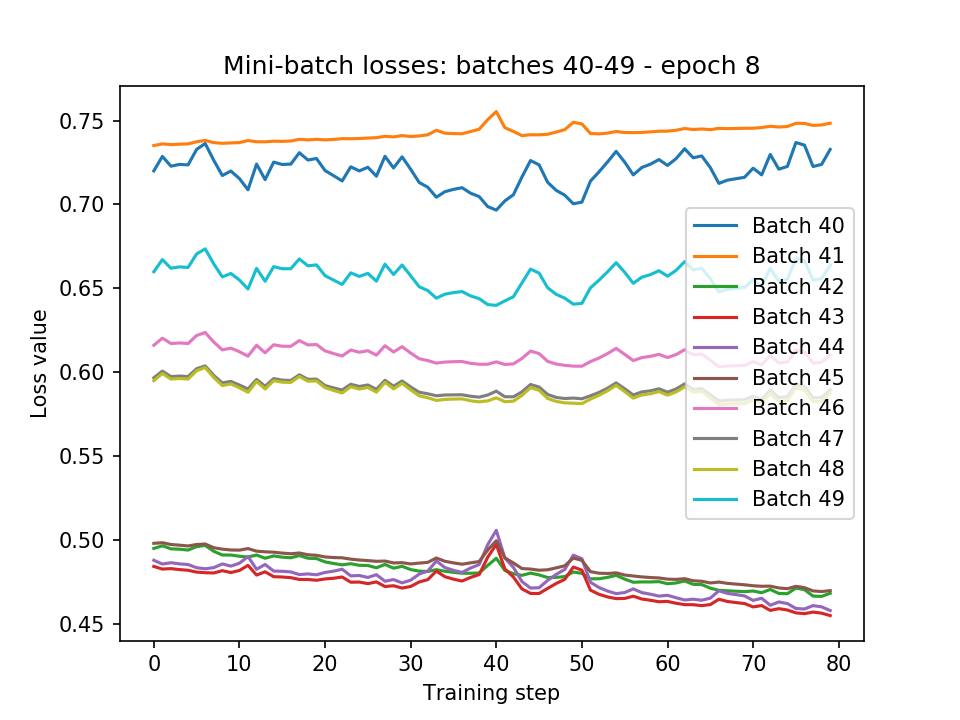 Mini-batch losses: batches 40-49 - epoch 8
0.75
0.70
0.65
0.60
0.55
0.50
0.45
Loss value
Batch 40
Batch 41
Batch 42
Batch 43
Batch 44
Batch 45
Batch 46
Batch 47
Batch 48
Batch 49
0 10 20 30 40 50 60 70 80
Training step